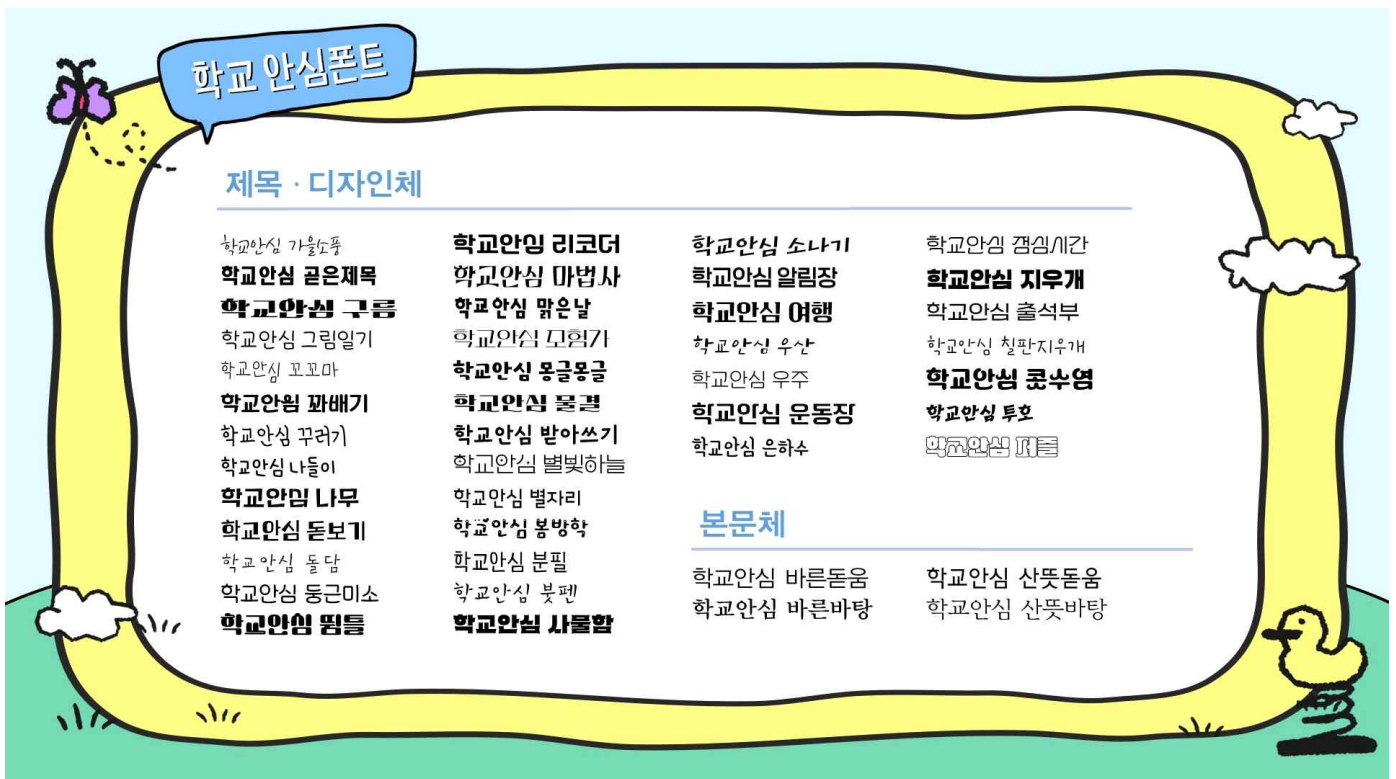 학교 안심폰트
제목 · 디자인체
학교안심 가을소풍
학교안심 곧은제목
학교안심 구름
학교안심 그림일기
학교안심 꼬꼬마
학교안심 꽈배기
학교안심 꾸러기
학교안심 나들이
학교안심 나무
학교안심 돋보기
학교안심 돌담
학교안심 둥근미소
학교안심 뜀틀
학교안심 리코더
학교안심 마법사
학교안심 맑은날
학교안심 모험가
학교안심 몽글몽글
학교안심 물결
학교안심 받아쓰기
학교안심 별빛하늘
학교안심 별자리
학교안심 봄방학
학교안심 분필
학교안심 붓펜
학교안심 사물함
학교안심 소나기
학교안심 알림장
학교안심 여행
학교안심 우산
학교안심 우주
학교안심 운동장
학교안심 은하수
학교안심 점심시간
학교안심 지우개
학교안심 출석부
학교안심 칠판지우개
학교안심 콧수염
학교안심 투호
학교안심 퍼즐
본문체
학교안심 바른돋움
학교안심 바른바탕
학교안심 산뜻돋움
학교안심 산뜻바탕